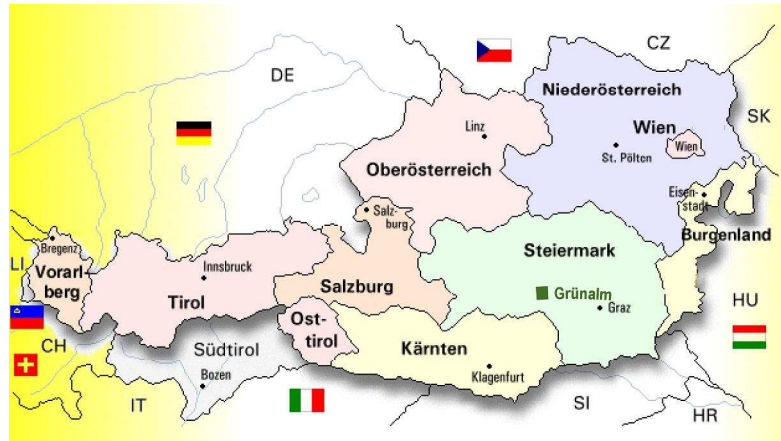 CZ
DE
Niederösterreich
SK
Linz
Wien
Wien
St. Pölten
Oberösterreich
Eisen-
stadt
Salz-
burg
Burgenland
Bregenz
Steiermark
LI
Vorarl-
berg
Innsbruck
Tirol
Salzburg
Grünalm
HU
Graz
Ost-
tirol
CH
Südtirol
Kärnten
Bozen
Klagenfurt
IT
SI
HR